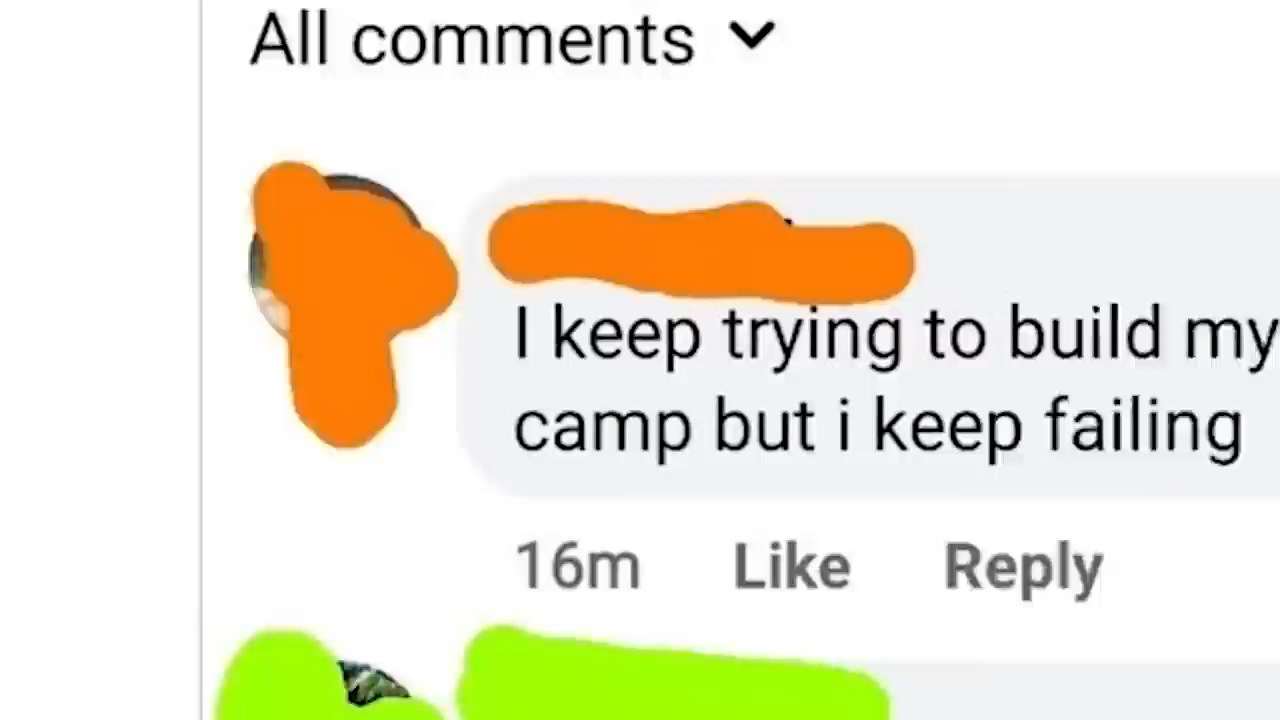 All comments
I keep trying to build my
camp but i keep failing
16m Like Reply